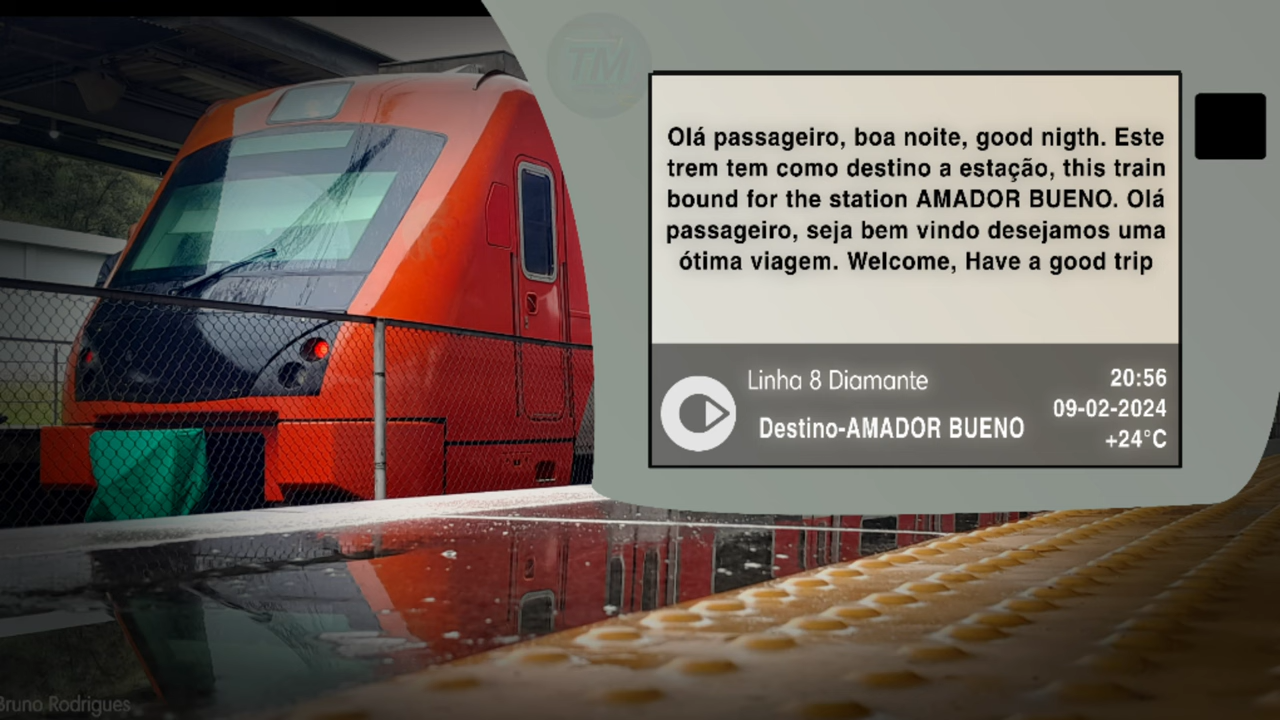 TM
Olá passageiro, boa noite, good nigth. Este
trem tem como destino a estação, this train
bound for the station AMADOR BUENO. Olá
passageiro, seja bem vindo desejamos uma
ótima viagem. Welcome, Have a good trip
Linha 8 Diamante
Destino-AMADOR BUENO
20:56
09-02-2024
+24°C
Bruno Rodrigues